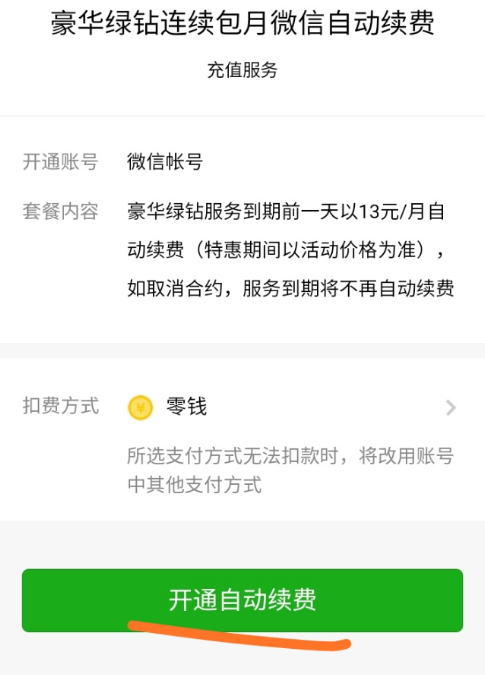 豪华绿钻连续包月微信自动续费
充值服务
开通账号 微信帐号
套餐内容 豪华绿钻服务到期前一天以13元/月自
动续费（特惠期间以活动价格为准），
如取消合约，服务到期将不再自动续费
扣费方式 ¥ 零钱
所选支付方式无法扣款时，将改用账号
中其他支付方式
开通自动续费